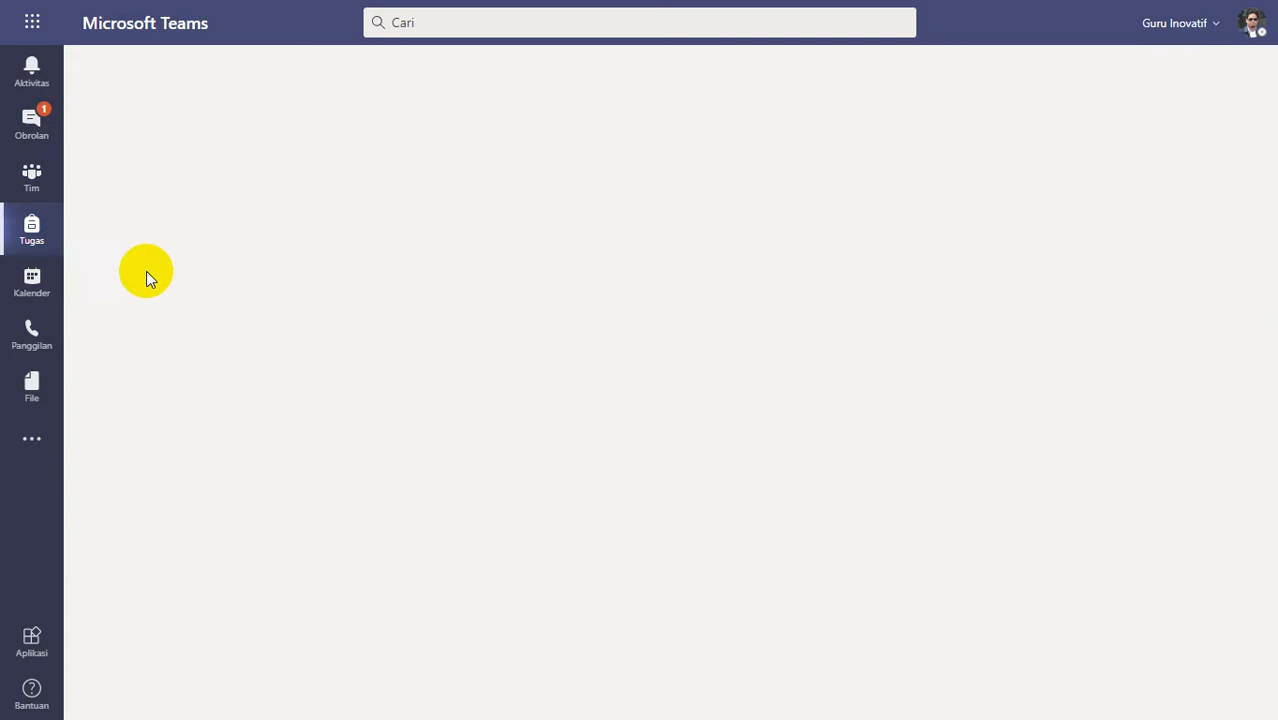 Microsoft Teams
Cari
Guru Inovatif
Aktivitas
1
Obrolan
Tim
Tugas
Kalender
Panggilan
File
Aplikasi
Bantuan